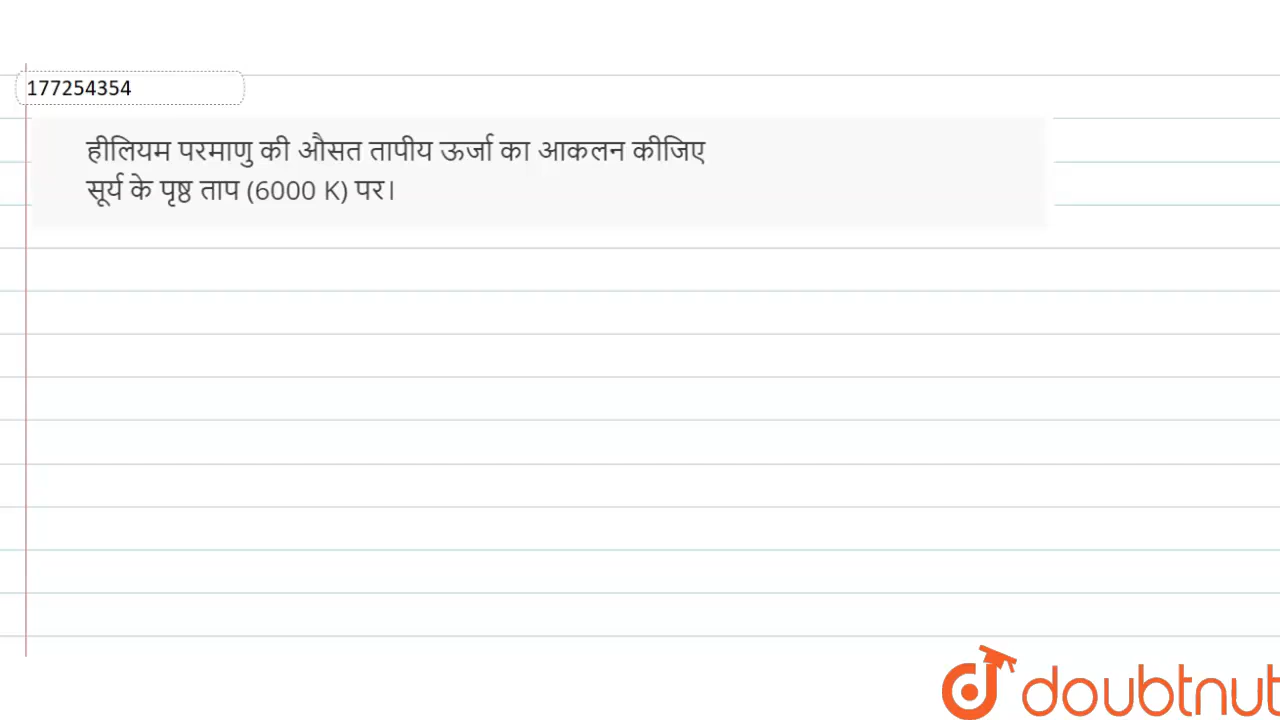 177254354
हीलियम परमाणु की औसत तापीय ऊर्जा का आकलन कीजिए
सूर्य के पृष्ठ ताप (6000 K) पर।
doubtnut